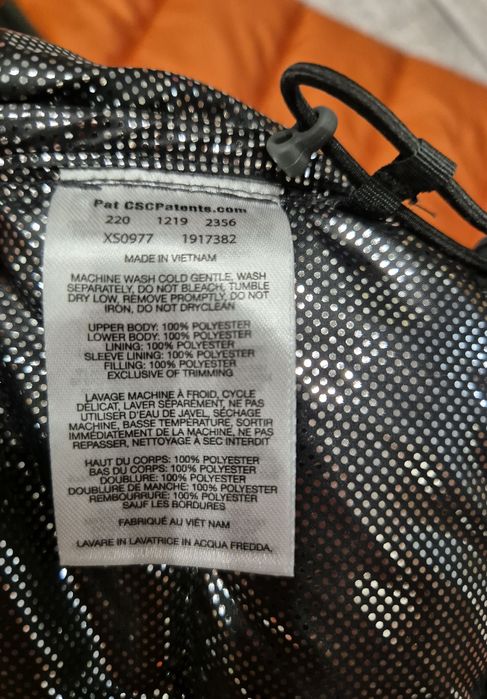 Pat CSCPatents.com
220 1219 2356
XS0977 1917382
MADE IN VIETNAM
MACHINE WASH COLD GENTLE, WASH
SEPARATELY, DO NOT BLEACH, TUMBLE
DRY LOW, REMOVE PROMPTLY, DO NOT
IRON, DO NOT DRYCLEAN
UPPER BODY: 100% POLYESTER
LOWER BODY: 100% POLYESTER
LINING: 100% POLYESTER
SLEEVE LINING: 100% POLYESTER
FILLING: 100% POLYESTER
EXCLUSIVE OF TRIMMING
LAVAGE MACHINE À FROID, CYCLE
DÉLICAT, LAVER SÉPARÉMENT, NE PAS
UTILISER D'EAU DE JAVEL, SÉCHAGE
MACHINE, BASSE TEMPÉRATURE, SORTIR
IMMÉDIATEMENT DE LA MACHINE, NE PAS
REPASSER, NETTOYAGE À SEC INTERDIT
HAUT DU CORPS: 100% POLYESTER
BAS DU CORPS: 100% POLYESTER
DOUBLURE: 100% POLYESTER
DOUBLURE DE MANCHE: 100% POLYESTER
REMBOURRURE: 100% POLYESTER
SAUF LES BORDURES
FABRIQUÉ AU VIÊT NAM
LAVARE IN LAVATRICE IN ACQUA FREDDA,